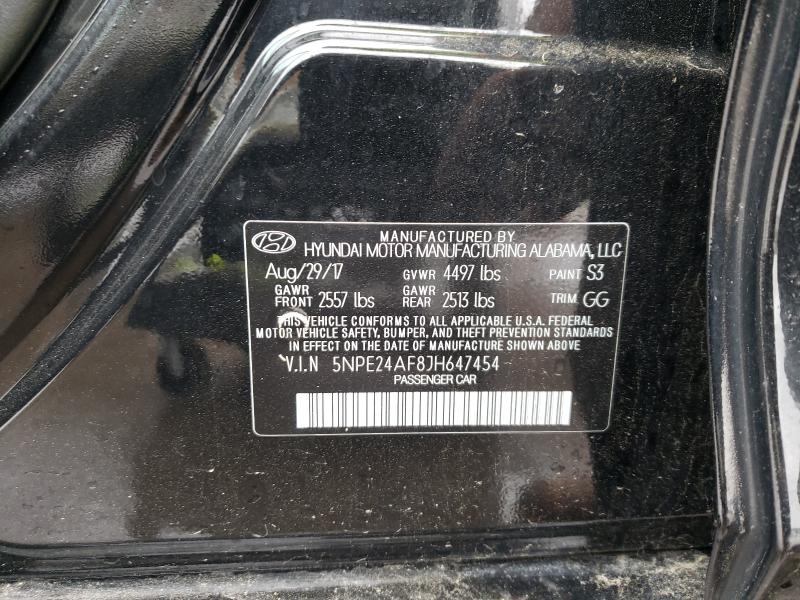 MANUFACTURED BY
HYUNDAI MOTOR MANUFACTURING ALABAMA, LLC
Aug/29/17 GVWR 4497 lbs PAINT S3
GAWR FRONT 2557 lbs GAWR REAR 2513 lbs TRIM GG
THIS VEHICLE CONFORMS TO ALL APPLICABLE U.S.A. FEDERAL
MOTOR VEHICLE SAFETY, BUMPER, AND THEFT PREVENTION STANDARDS
IN EFFECT ON THE DATE OF MANUFACTURE SHOWN ABOVE
V.I.N 5NPE24AF8JH647454
PASSENGER CAR